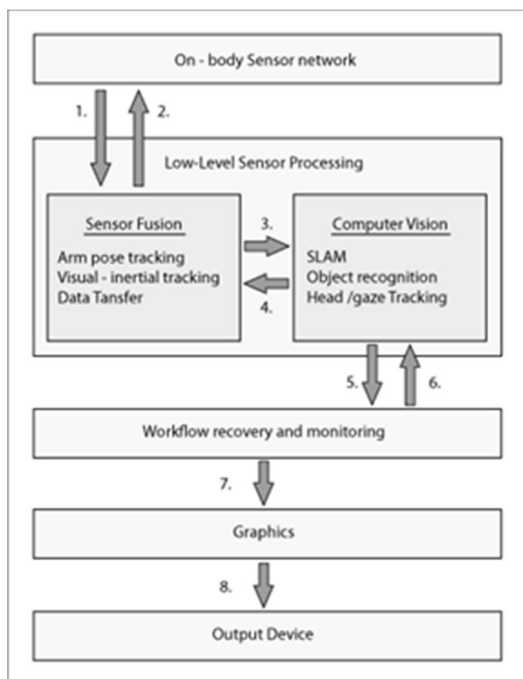 On - body Sensor network
1.
2.
Low-Level Sensor Processing
Sensor Fusion
Arm pose tracking
Visual - inertial tracking
Data Tansfer
3.
4.
Computer Vision
SLAM
Object recognition
Head /gaze Tracking
5.
6.
Workflow recovery and monitoring
7.
Graphics
8.
Output Device